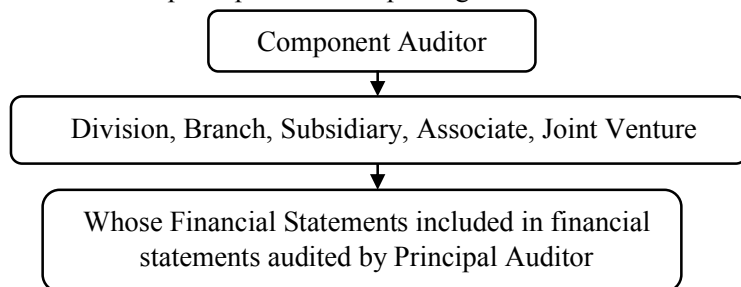 Component Auditor
Division, Branch, Subsidiary, Associate, Joint Venture
Whose Financial Statements included in financial
statements audited by Principal Auditor